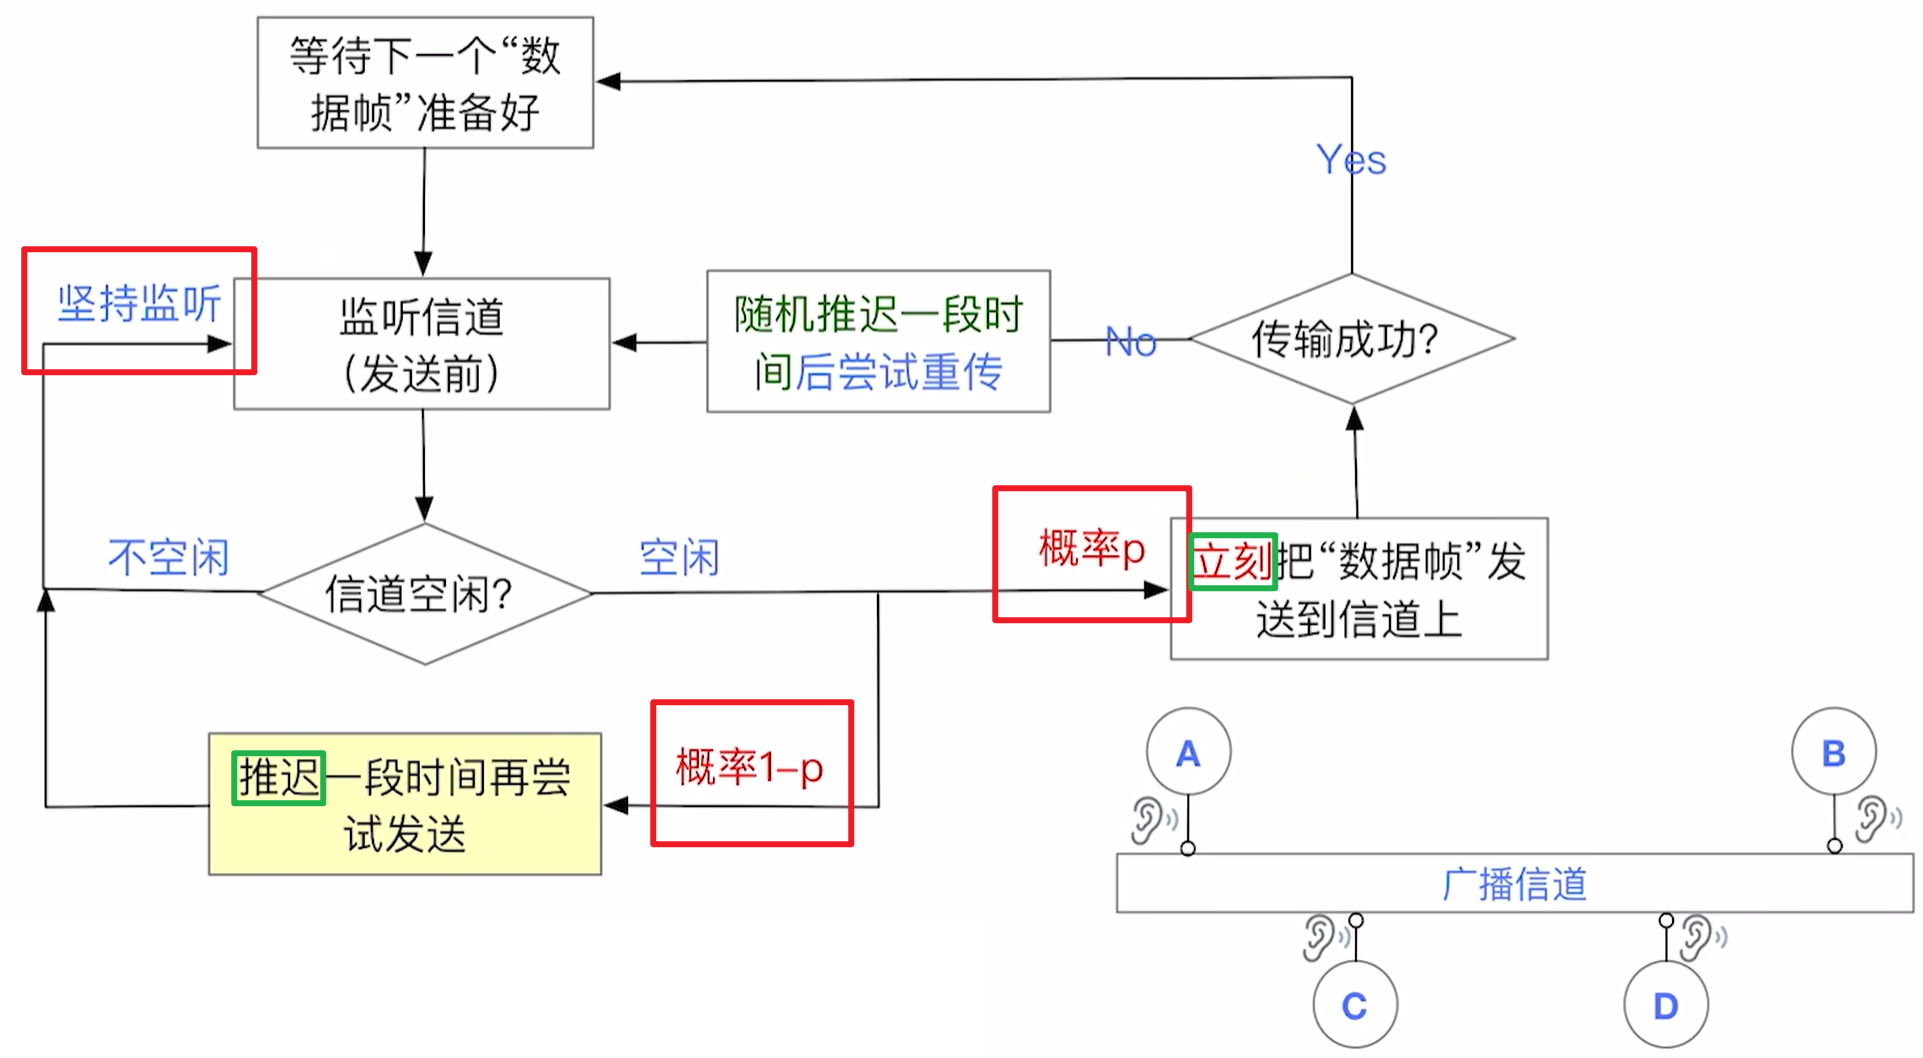 等待下一个“数
据帧”准备好
Yes
坚持监听
监听信道
（发送前）
随机推迟一段时
间后尝试重传
No
传输成功？
不空闲
信道空闲？
空闲
概率p
立刻把“数据帧”发
送到信道上
概率1-p
推迟一段时间再尝
试发送
A
B
广播信道
C
D